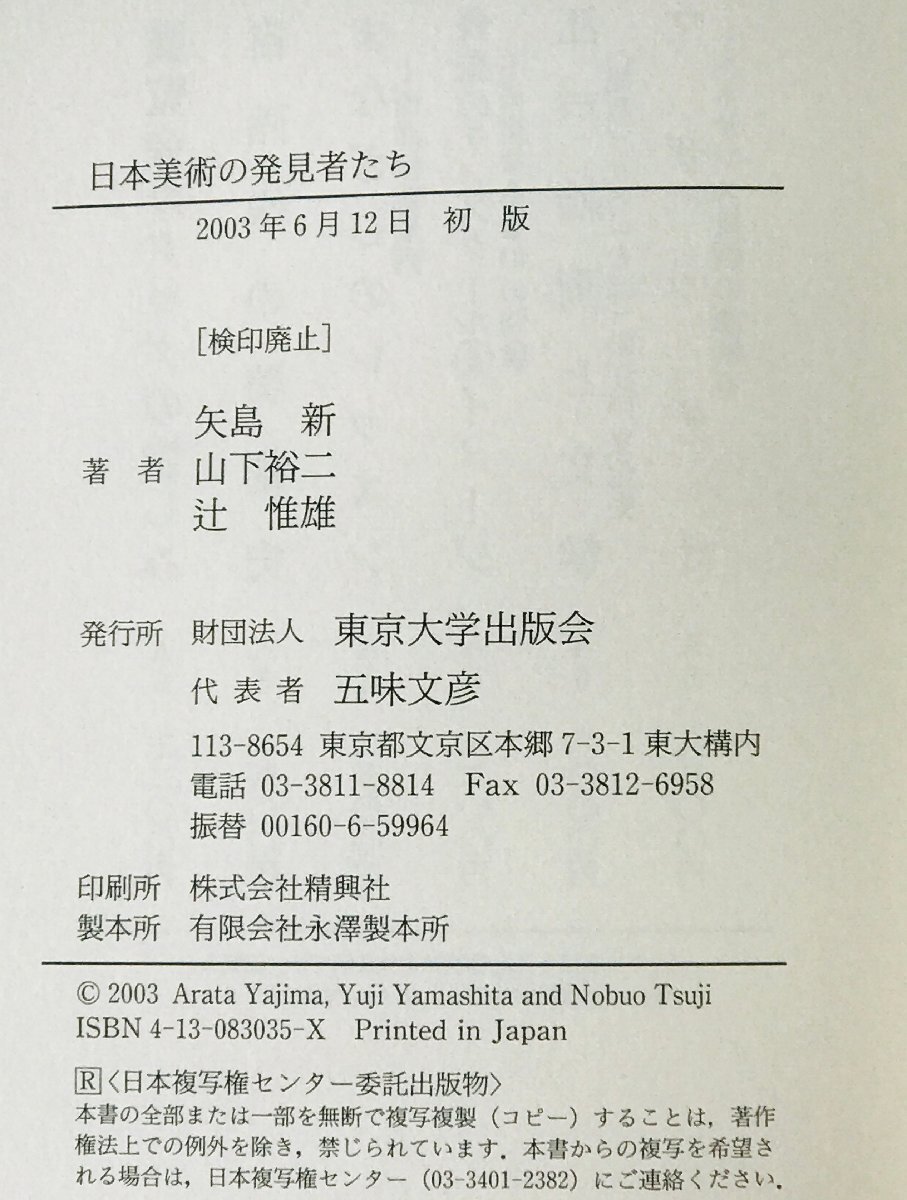 日本美術の発見者たち
2003年6月12日　初　版
[検印廃止]
矢島　新
著　者　山下裕二
辻　惟雄
発行所　財団法人　東京大学出版会
代表者　五味文彦
113-8654 東京都文京区本郷7-3-1東大構内
電話 03-3811-8814　Fax 03-3812-6958
振替 00160-6-59964
印刷所　株式会社精興社
製本所　有限会社永澤製本所
© 2003 Arata Yajima, Yuji Yamashita and Nobuo Tsuji
ISBN 4-13-083035-X　Printed in Japan
R〈日本複写権センター委託出版物〉
本書の全部または一部を無断で複写複製（コピー）することは，著作
権法上での例外を除き，禁じられています．本書からの複写を希望さ
れる場合は，日本複写権センター（03-3401-2382）にご連絡ください．